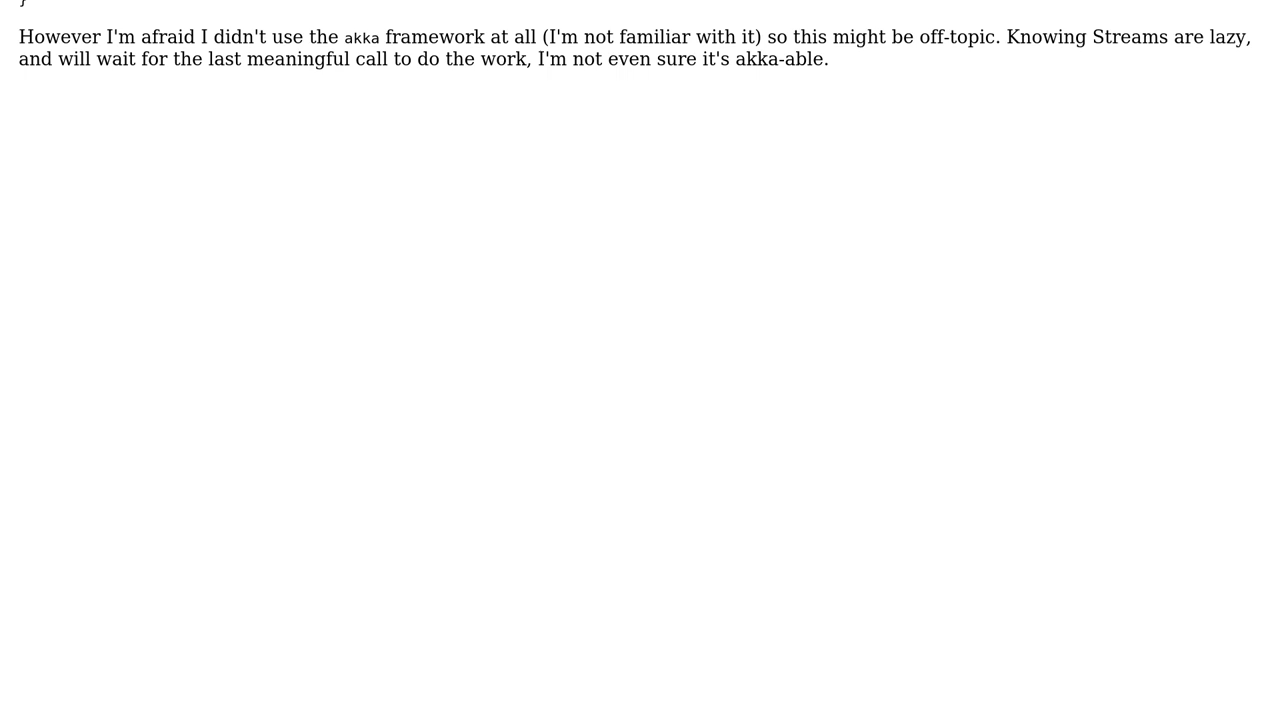 }
However I'm afraid I didn't use the akka framework at all (I'm not familiar with it) so this might be off-topic. Knowing Streams are lazy,
and will wait for the last meaningful call to do the work, I'm not even sure it's akka-able.